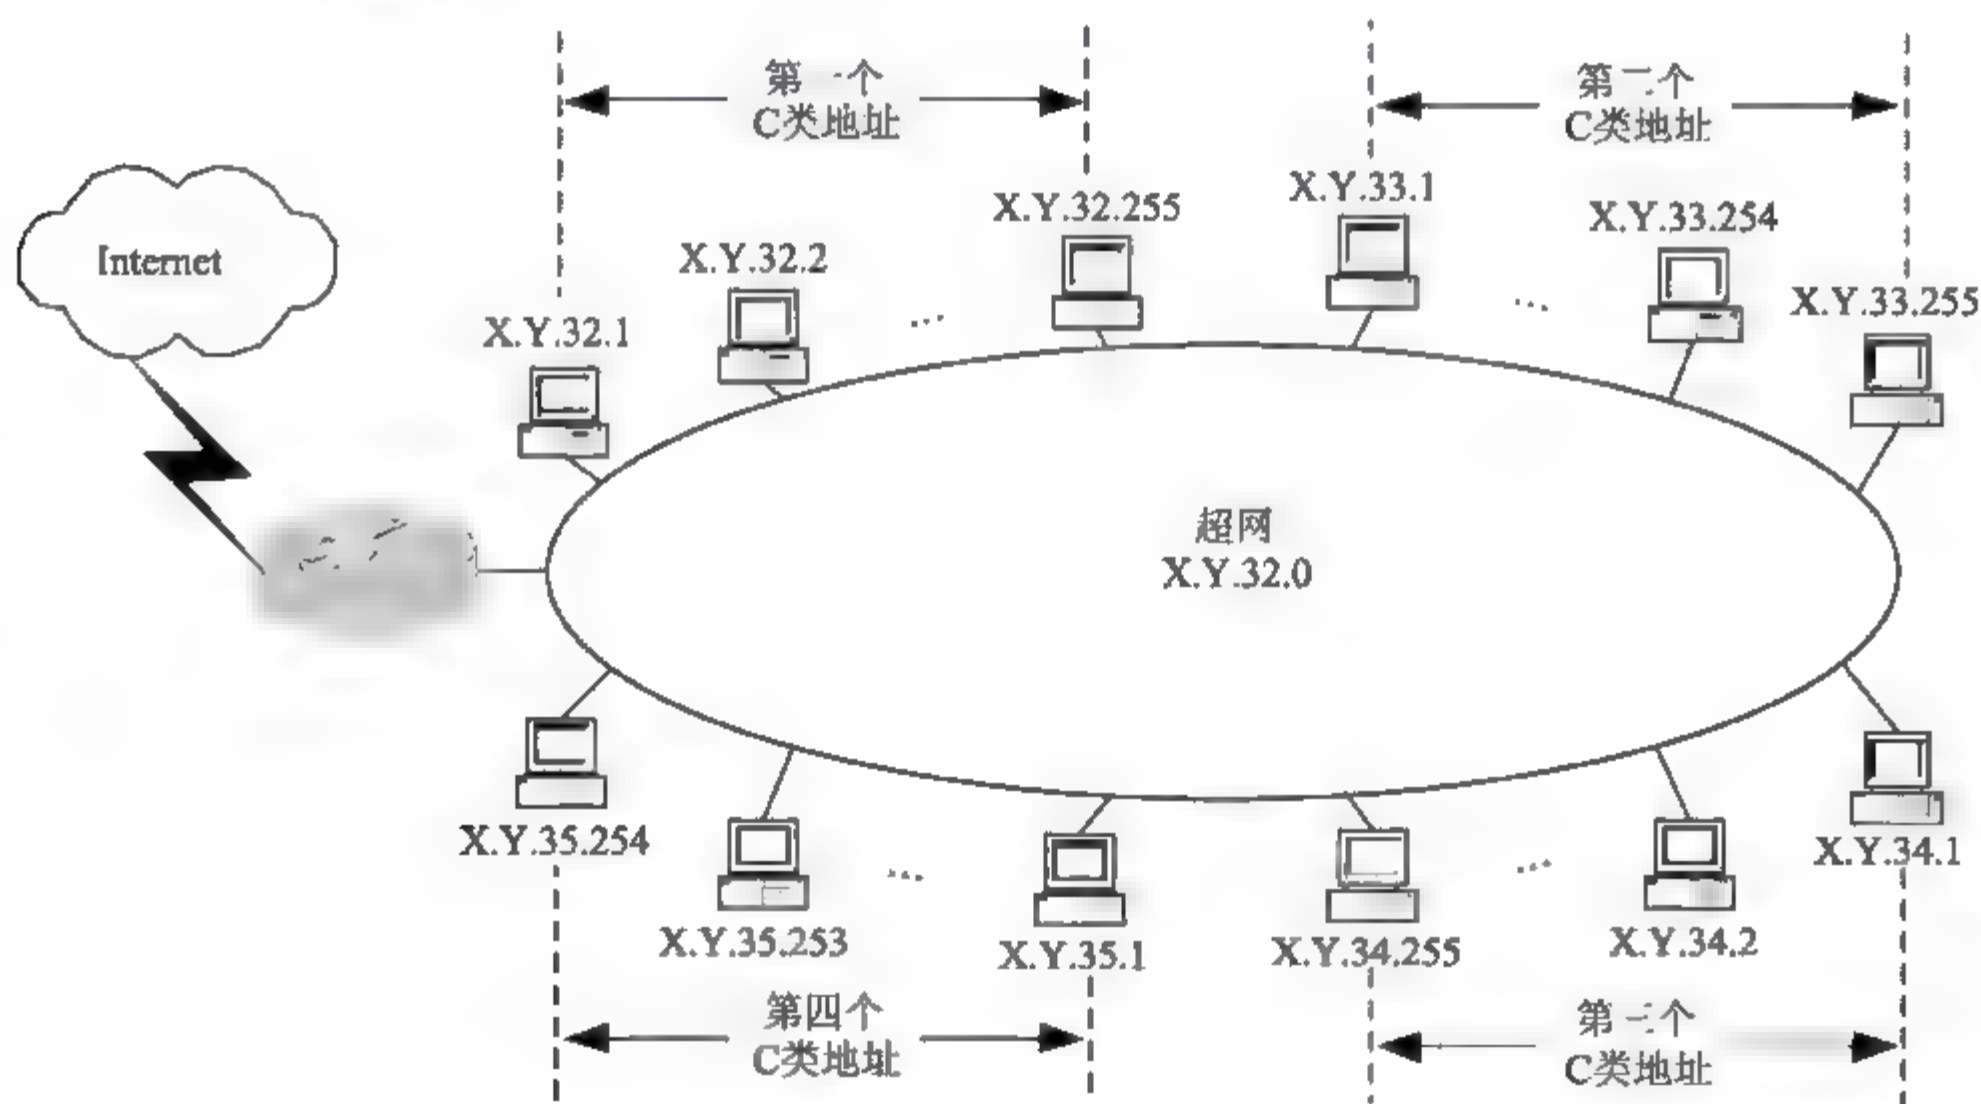 第一个
C类地址
第二个
C类地址
X.Y.33.1
X.Y.32.255
X.Y.33.254
Internet
X.Y.32.2
X.Y.33.255
X.Y.32.1
...
...
超网
X.Y.32.0
X.Y.35.254
X.Y.34.1
...
...
X.Y.35.253
X.Y.35.1
X.Y.34.255
X.Y.34.2
第四个
C类地址
第三个
C类地址